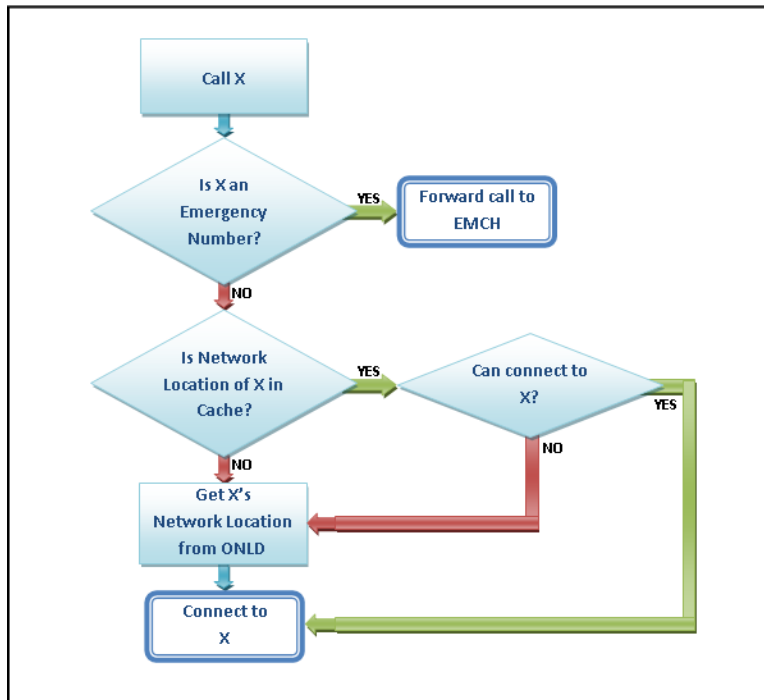 Call X
Is X an
Emergency
Number?
YES
Forward call to
EMCH
NO
Is Network
Location of X in
Cache?
YES
Can connect to
X?
YES
NO
NO
Get X's
Network Location
from ONLD
Connect to
X